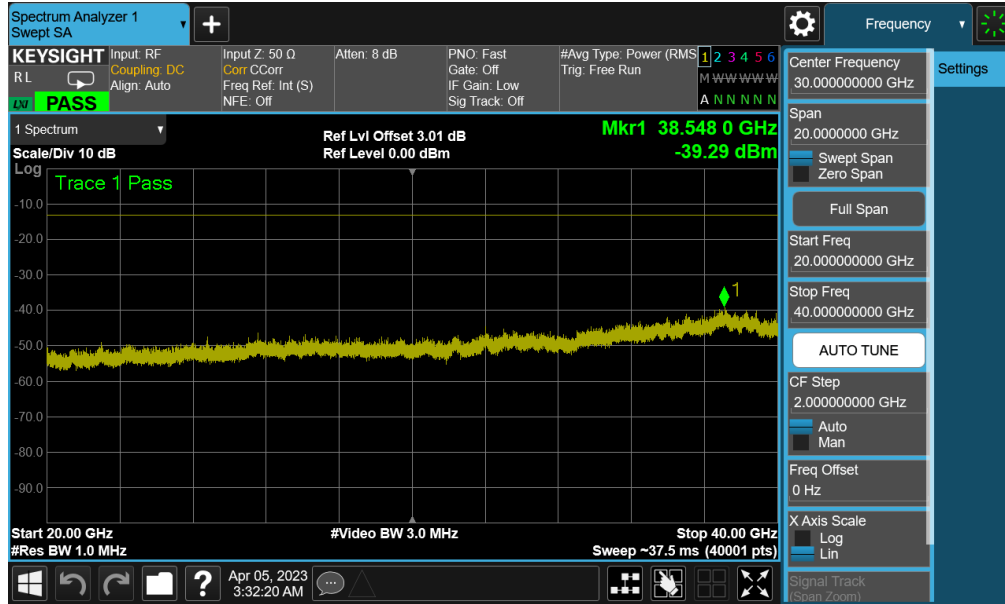 Spectrum Analyzer 1
Swept SA
+
Frequency
KEYSIGHT
R L
LXI PASS
Input: RF
Coupling: DC
Align: Auto
Input Z: 50 Ω
Corr CCorr
Freq Ref: Int (S)
NFE: Off
Atten: 8 dB
PNO: Fast
Gate: Off
IF Gain: Low
Sig Track: Off
#Avg Type: Power (RMS
Trig: Free Run
1 2 3 4 5 6
M W W W W W
A N N N N N
1 Spectrum
Scale/Div 10 dB
Ref Lvl Offset 3.01 dB
Ref Level 0.00 dBm
Mkr1 38.548 0 GHz
-39.29 dBm
Log
Trace 1 Pass
-10.0
-20.0
-30.0
1
-40.0
-50.0
-60.0
-70.0
-80.0
-90.0
Start 20.00 GHz
#Res BW 1.0 MHz
#Video BW 3.0 MHz
Stop 40.00 GHz
Sweep ~37.5 ms (40001 pts)
Center Frequency
30.000000000 GHz
Settings
Span
20.0000000 GHz
Swept Span
Zero Span
Full Span
Start Freq
20.000000000 GHz
Stop Freq
40.000000000 GHz
AUTO TUNE
CF Step
2.000000000 GHz
Auto
Man
Freq Offset
0 Hz
X Axis Scale
Log
Lin
Signal Track
(Span Zoom)
?
Apr 05, 2023
3:32:20 AM